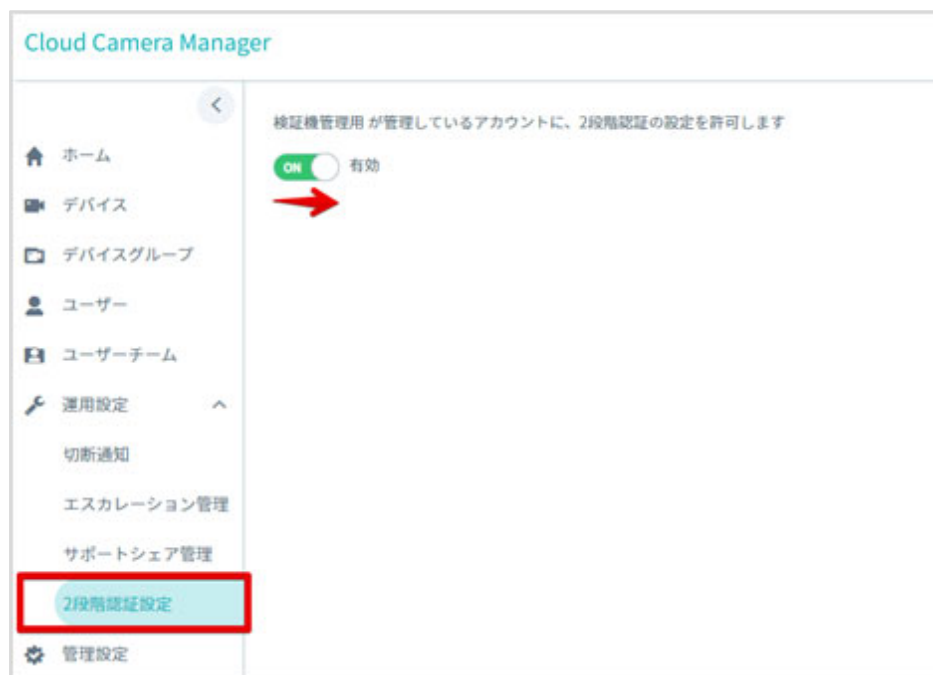 Cloud Camera Manager
検証機管理用 が管理しているアカウントに、2段階認証の設定を許可します
ON 有効
ホーム
デバイス
デバイスグループ
ユーザー
ユーザーチーム
運用設定
切断通知
エスカレーション管理
サポートシェア管理
2段階認証設定
管理設定